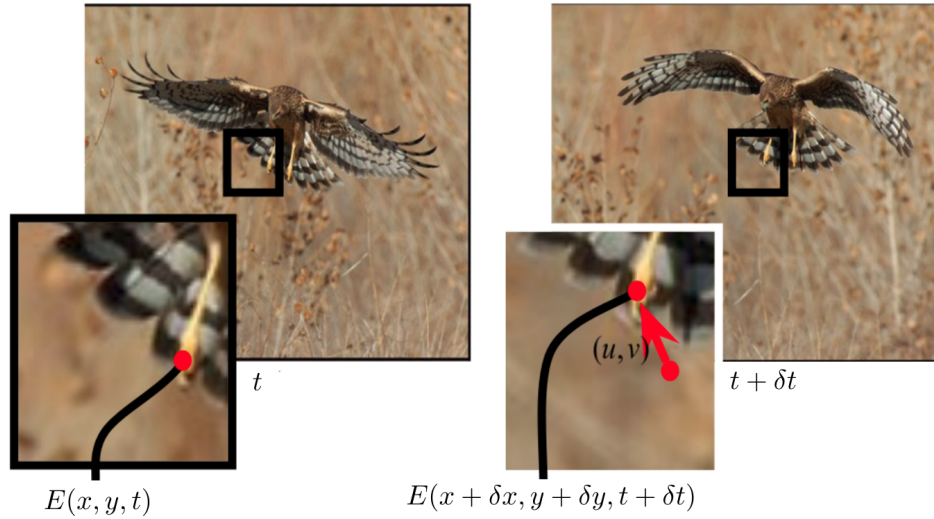 t
t + δt
(u, v)
E(x, y, t)
E(x + δx, y + δy, t + δt)